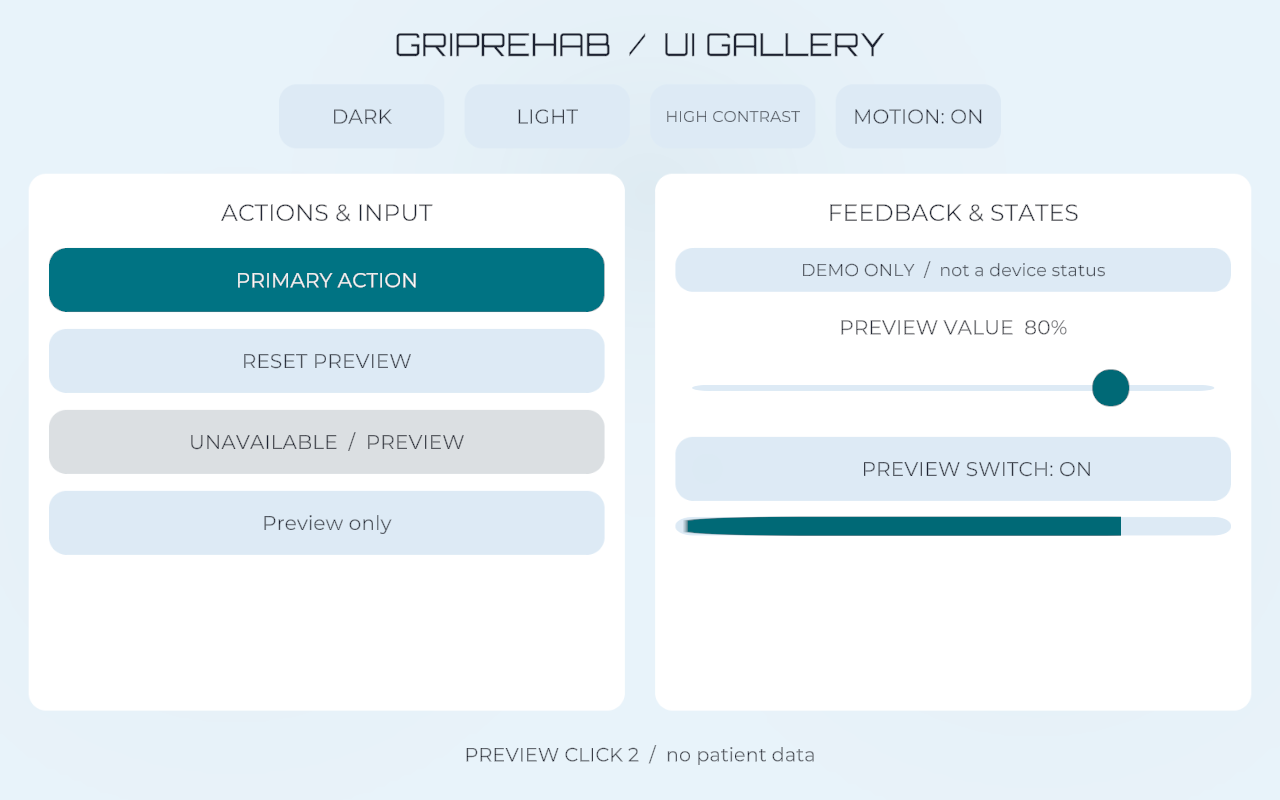 GRIPREHAB / UI GALLERY
DARK
LIGHT
HIGH CONTRAST
MOTION: ON
ACTIONS & INPUT
PRIMARY ACTION
RESET PREVIEW
UNAVAILABLE / PREVIEW
Preview only
FEEDBACK & STATES
DEMO ONLY / not a device status
PREVIEW VALUE 80%
PREVIEW SWITCH: ON
PREVIEW CLICK 2 / no patient data